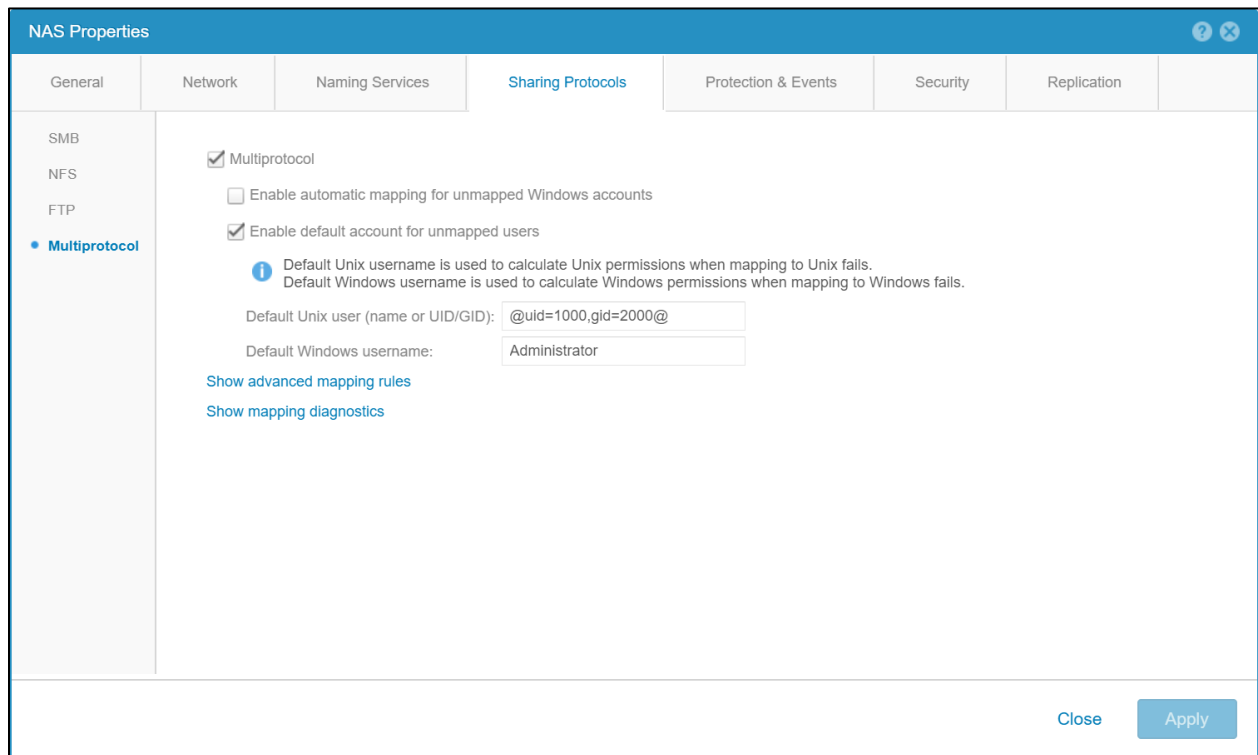 NAS Properties
General Network Naming Services Sharing Protocols Protection & Events Security Replication
SMB
NFS
FTP
Multiprotocol
Multiprotocol
Enable automatic mapping for unmapped Windows accounts
Enable default account for unmapped users
Default Unix username is used to calculate Unix permissions when mapping to Unix fails.
Default Windows username is used to calculate Windows permissions when mapping to Windows fails.
Default Unix user (name or UID/GID): @uid=1000,gid=2000@
Default Windows username: Administrator
Show advanced mapping rules
Show mapping diagnostics
Close Apply